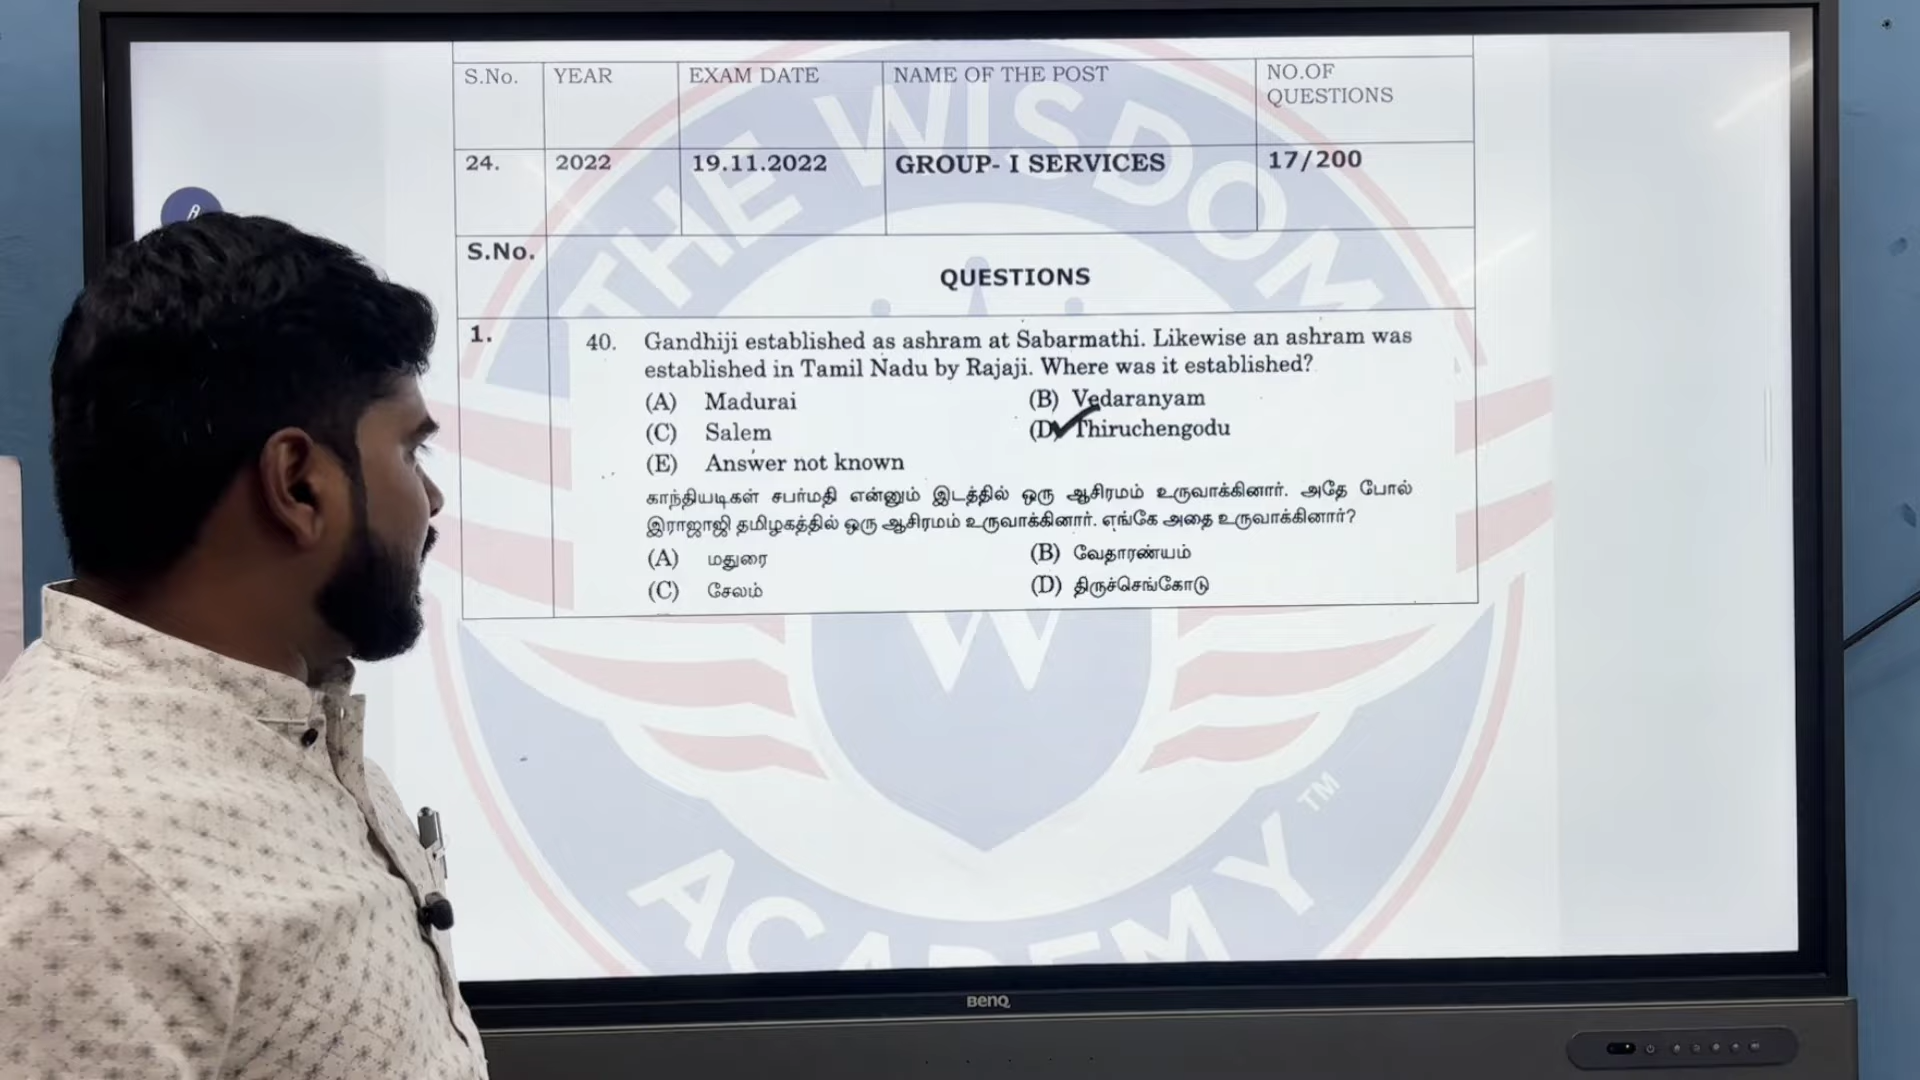 S.No. YEAR EXAM DATE NAME OF THE POST NO.OF
QUESTIONS
24. 2022 19.11.2022 GROUP- I SERVICES 17/200
S.No.
QUESTIONS
1.
40. Gandhiji established as ashram at Sabarmathi. Likewise an ashram was
established in Tamil Nadu by Rajaji. Where was it established?
(A) Madurai (B) Vedaranyam
(C) Salem (D) Thiruchengodu
(E) Answer not known
காந்தியடிகள் சபர்மதி என்னும் இடத்தில் ஒரு ஆசிரமம் உருவாக்கினார். அதே போல்
இராஜாஜி தமிழகத்தில் ஒரு ஆசிரமம் உருவாக்கினார். எங்கே அதை உருவாக்கினார்?
(A) மதுரை (B) வேதாரண்யம்
(C) சேலம் (D) திருச்செங்கோடு
THE WISDOM
W
ACADEMY TM
BenQ